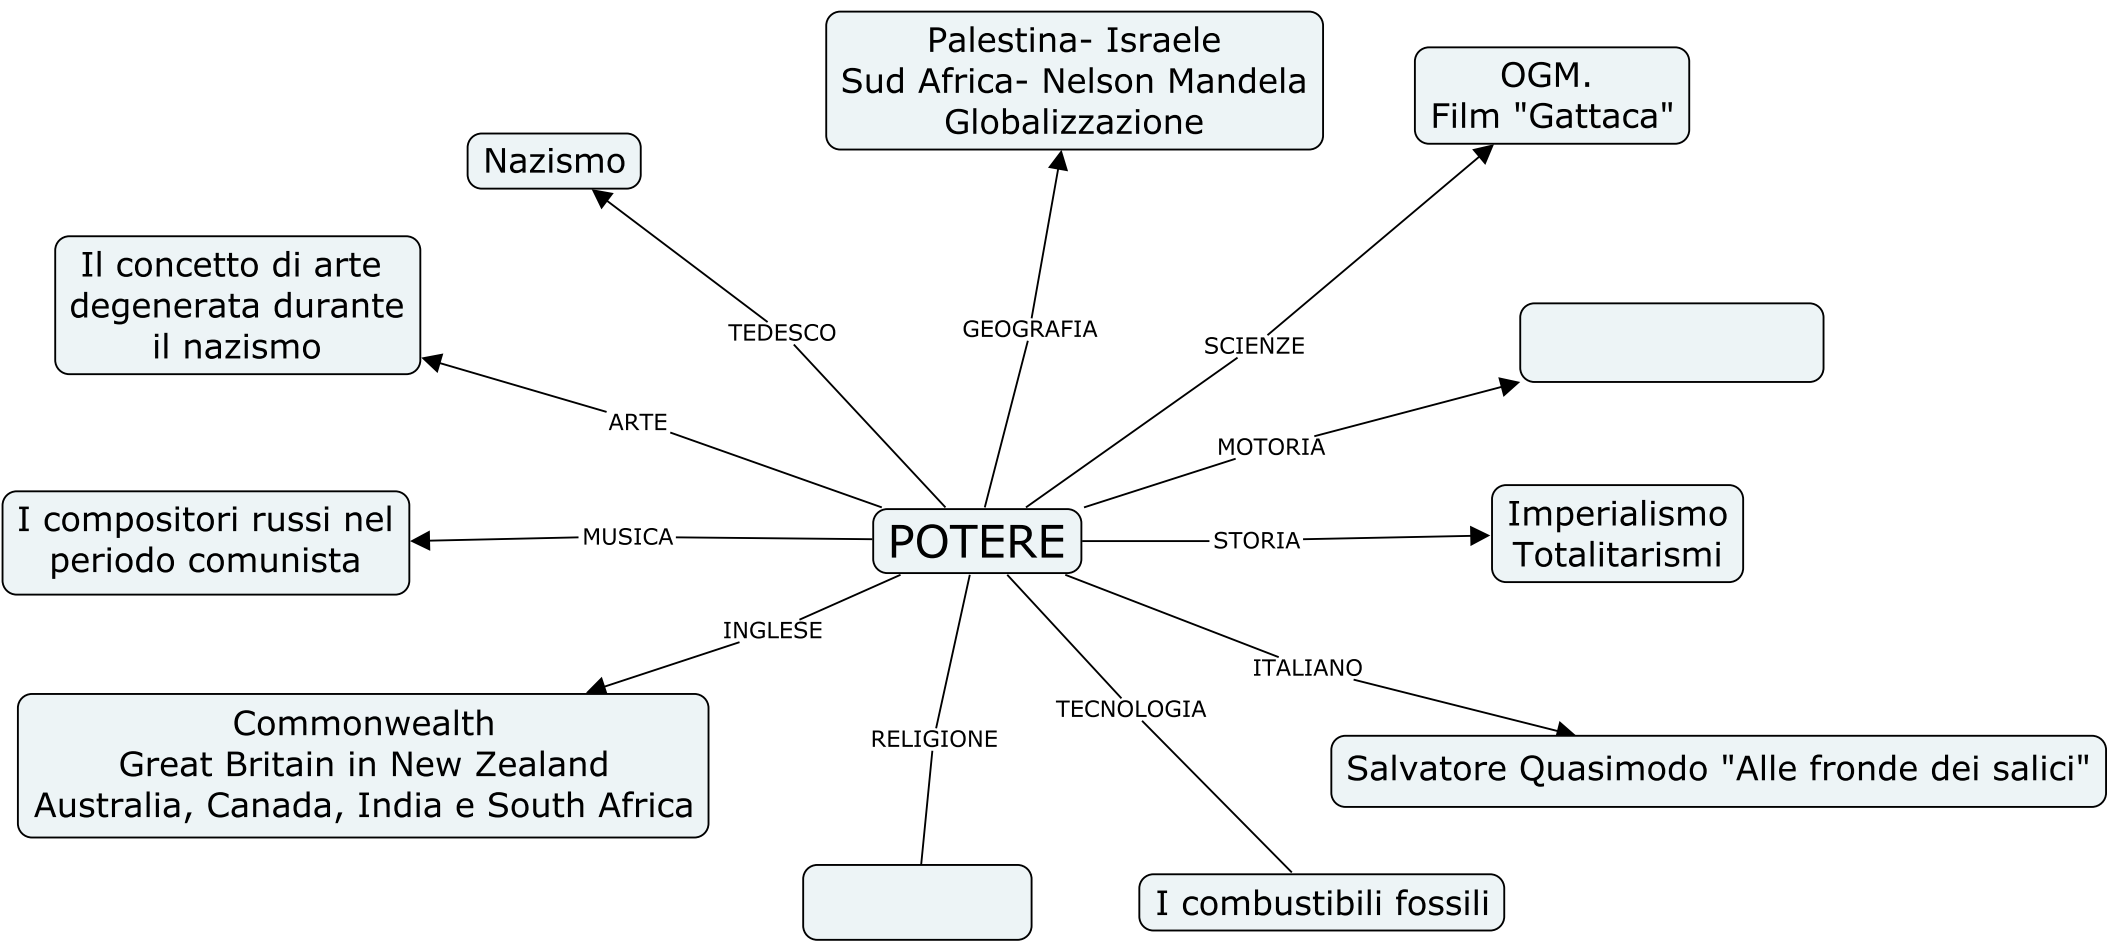 Palestina- Israele
Sud Africa- Nelson Mandela
Globalizzazione
OGM.
Film "Gattaca"
Nazismo
Il concetto di arte
degenerata durante
il nazismo
TEDESCO
GEOGRAFIA
SCIENZE
ARTE
MOTORIA
I compositori russi nel
periodo comunista
MUSICA
POTERE
STORIA
Imperialismo
Totalitarismi
INGLESE
ITALIANO
Commonwealth
Great Britain in New Zealand
Australia, Canada, India e South Africa
RELIGIONE
TECNOLOGIA
Salvatore Quasimodo "Alle fronde dei salici"
I combustibili fossili